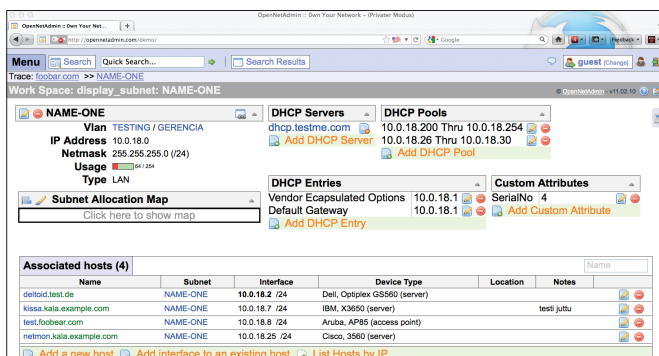 OpenNetAdmin :: 0wn Your Network – (Privater Modus)
OpenNetAdmin :: 0wn Your Net...
http://opennetadmin.com/demo/
Google
Feedback
Menu Search Quick Search... Search Results guest [Change]
Trace: foobar.com >> NAME-ONE
Work Space: display_subnet: NAME-ONE © OpenNetAdmin - v11.02.10
NAME-ONE
Vlan TESTING / GERENCIA
IP Address 10.0.18.0
Netmask 255.255.255.0 (/24)
Usage 64 / 254
Type LAN
Subnet Allocation Map
Click here to show map
DHCP Servers
dhcp.testme.com
Add DHCP Server
DHCP Pools
10.0.18.200 Thru 10.0.18.254
10.0.18.26 Thru 10.0.18.30
Add DHCP Pool
DHCP Entries
Vendor Ecapsulated Options 10.0.18.1
Default Gateway 10.0.18.1
Add DHCP Entry
Custom Attributes
SerialNo 4
Add Custom Attribute
Associated hosts (4) Name
Name Subnet Interface Device Type Location Notes
deltoid.test.de NAME-ONE 10.0.18.2 /24 Dell, Optiplex GS560 (server)
kissa.kala.example.com NAME-ONE 10.0.18.7 /24 IBM, X3650 (server) testi juttu
test.foobear.com NAME-ONE 10.0.18.8 /24 Aruba, AP85 (access point)
netmon.kala.example.com NAME-ONE 10.0.18.25 /24 Cisco, 3560 (server)
Add a new host Add interface to an existing host List Hosts by IP